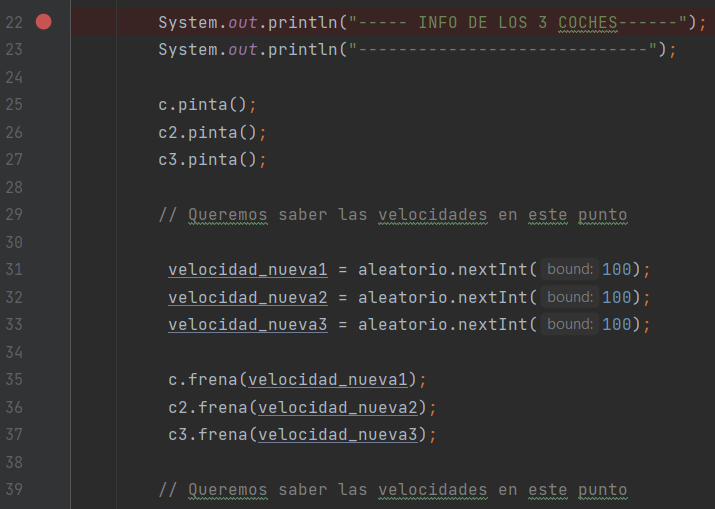 22 System.out.println("----- INFO DE LOS 3 COCHES------");
23 System.out.println("-----------------------------");
24
25 c.pinta();
26 c2.pinta();
27 c3.pinta();
28
29 // Queremos saber las velocidades en este punto
30
31 velocidad_nueva1 = aleatorio.nextInt( bound: 100);
32 velocidad_nueva2 = aleatorio.nextInt( bound: 100);
33 velocidad_nueva3 = aleatorio.nextInt( bound: 100);
34
35 c.frena(velocidad_nueva1);
36 c2.frena(velocidad_nueva2);
37 c3.frena(velocidad_nueva3);
38
39 // Queremos saber las velocidades en este punto